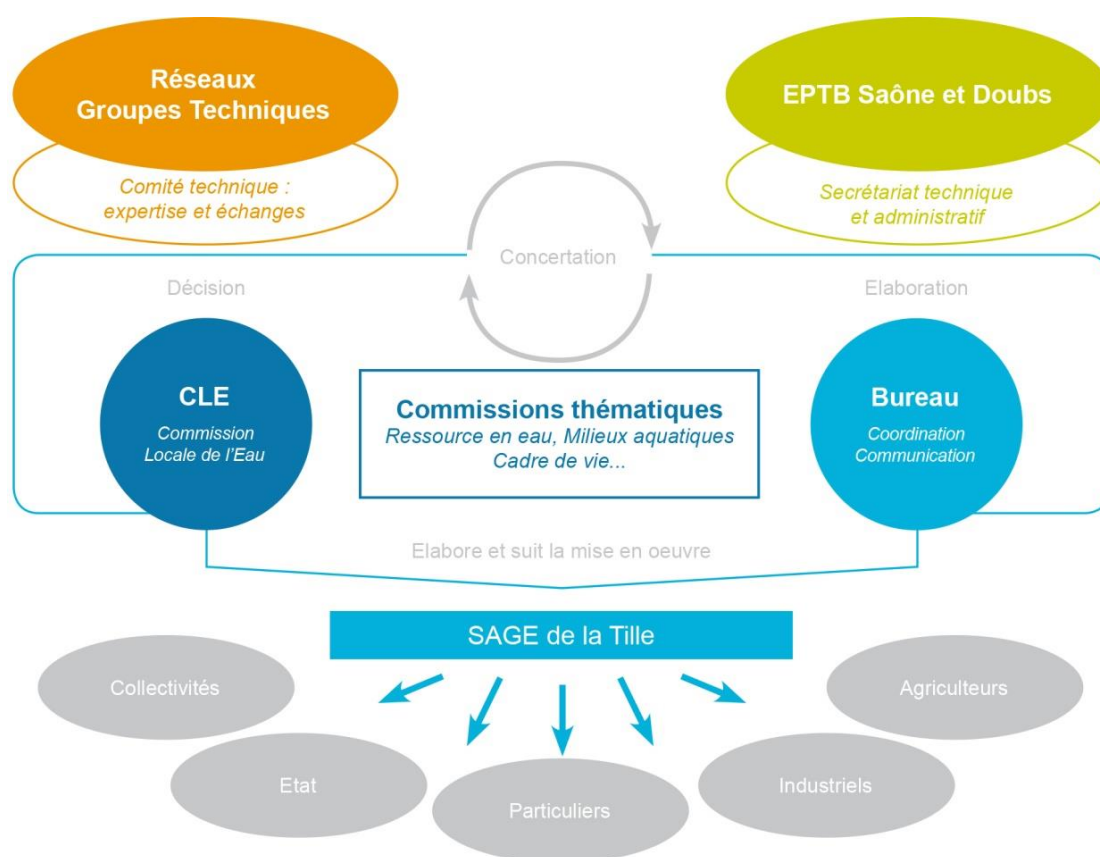 Réseaux
Groupes Techniques
Comité technique :
expertise et échanges
EPTB Saône et Doubs
Secrétariat technique
et administratif
Concertation
Décision
Elaboration
CLE
Commission
Locale de l'Eau
Commissions thématiques
Ressource en eau, Milieux aquatiques
Cadre de vie...
Bureau
Coordination
Communication
Elabore et suit la mise en oeuvre
SAGE de la Tille
Collectivités
Etat
Particuliers
Industriels
Agriculteurs